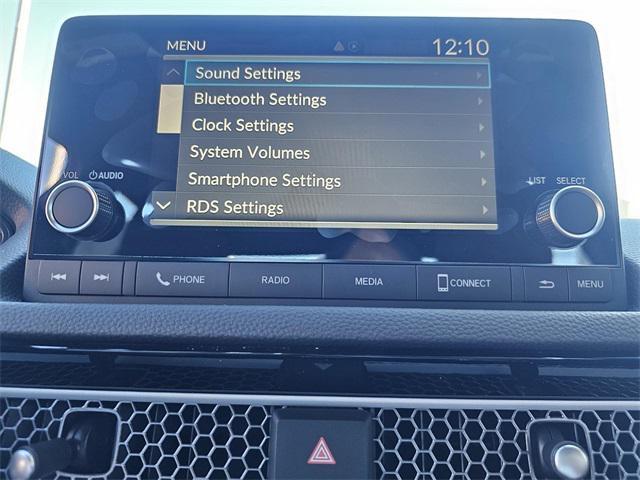 MENU 12:10
Sound Settings
Bluetooth Settings
Clock Settings
System Volumes
Smartphone Settings
RDS Settings
VOL AUDIO LIST SELECT
PHONE RADIO MEDIA CONNECT MENU